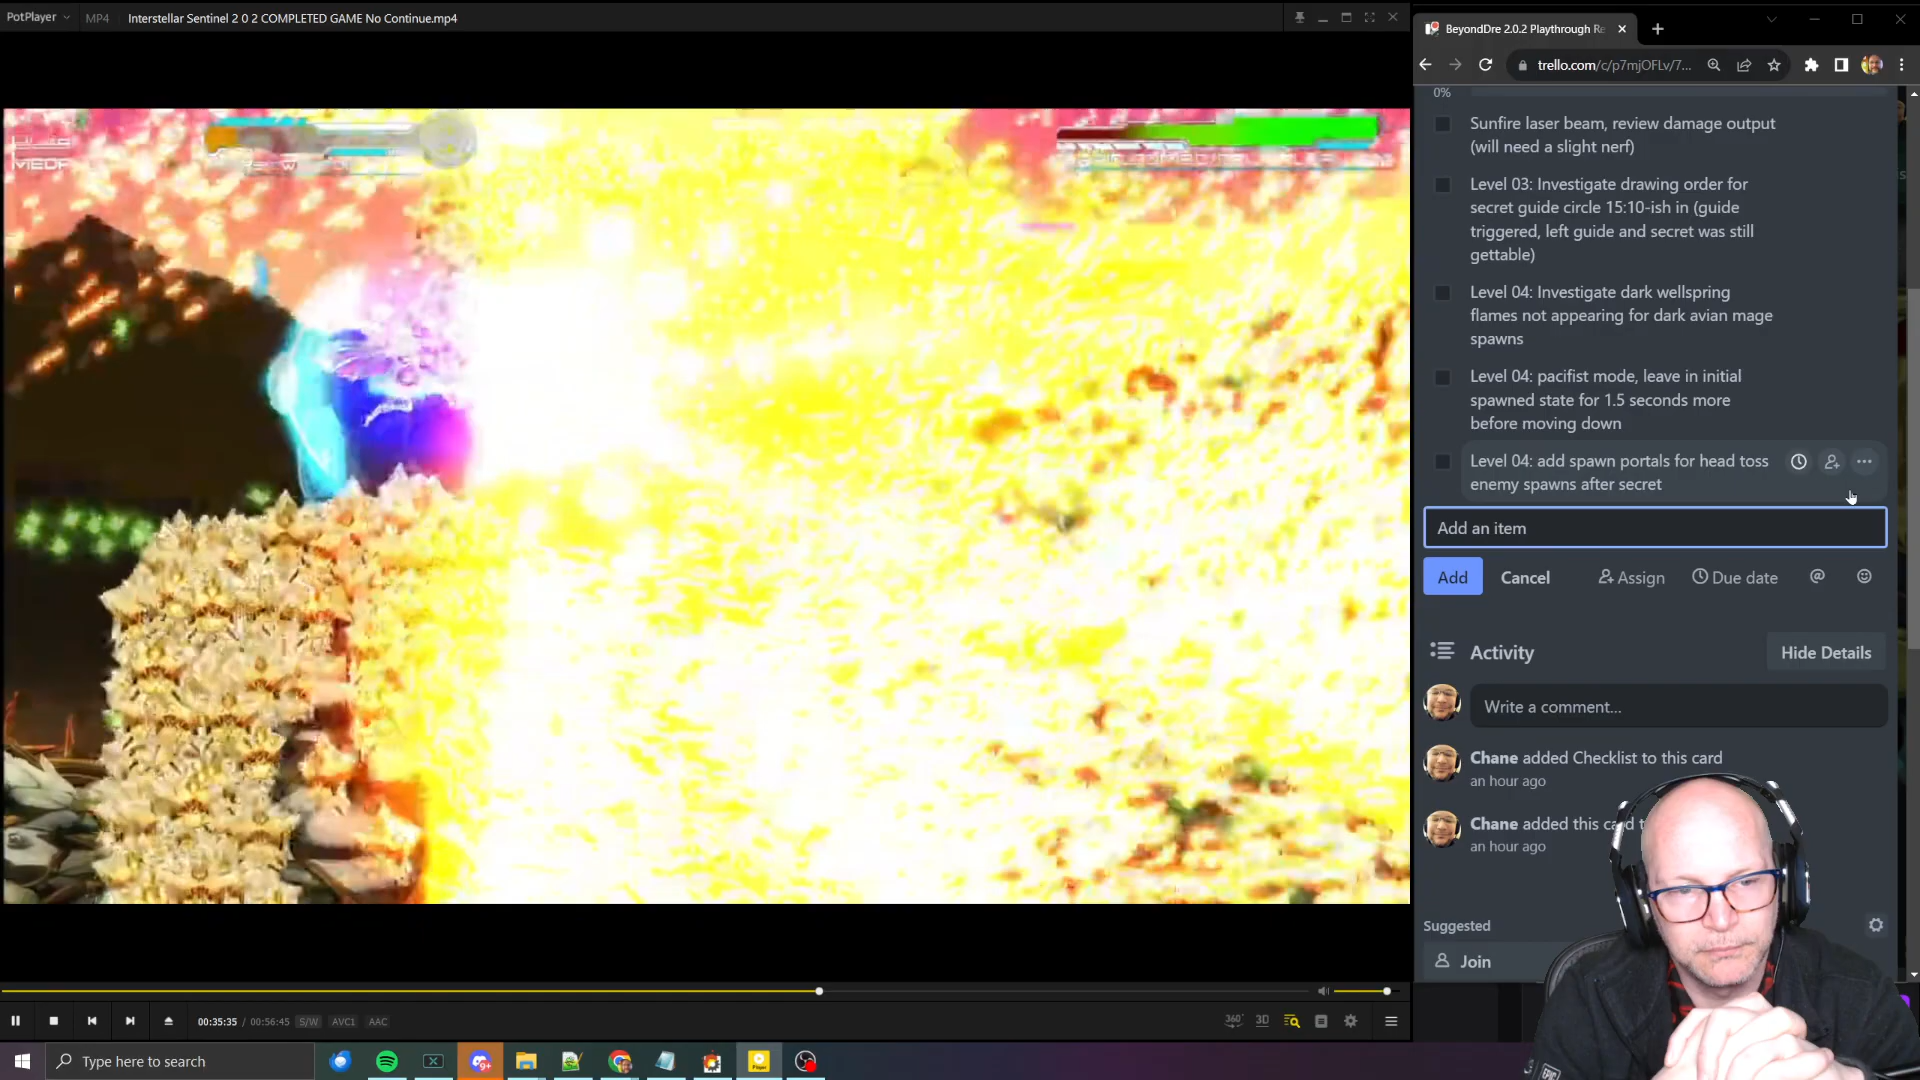 PotPlayer
MP4
Interstellar Sentinel 2 0 2 COMPLETED GAME No Continue.mp4
BeyondDre 2.0.2 Playthrough Re
trello.com/c/p7mjOFLv/7...
0%
Sunfire laser beam, review damage output
(will need a slight nerf)
Level 03: Investigate drawing order for
secret guide circle 15:10-ish in (guide
triggered, left guide and secret was still
gettable)
Level 04: Investigate dark wellspring
flames not appearing for dark avian mage
spawns
Level 04: pacifist mode, leave in initial
spawned state for 1.5 seconds more
before moving down
Level 04: add spawn portals for head toss
enemy spawns after secret
Add an item
Add
Cancel
Assign
Due date
Activity
Hide Details
Write a comment...
Chane added Checklist to this card
an hour ago
Chane added this card t
an hour ago
Suggested
Join
00:35:35 / 00:56:45 S/W AVC1 AAC
360°
3D
Type here to search
9+
Player
EPIC